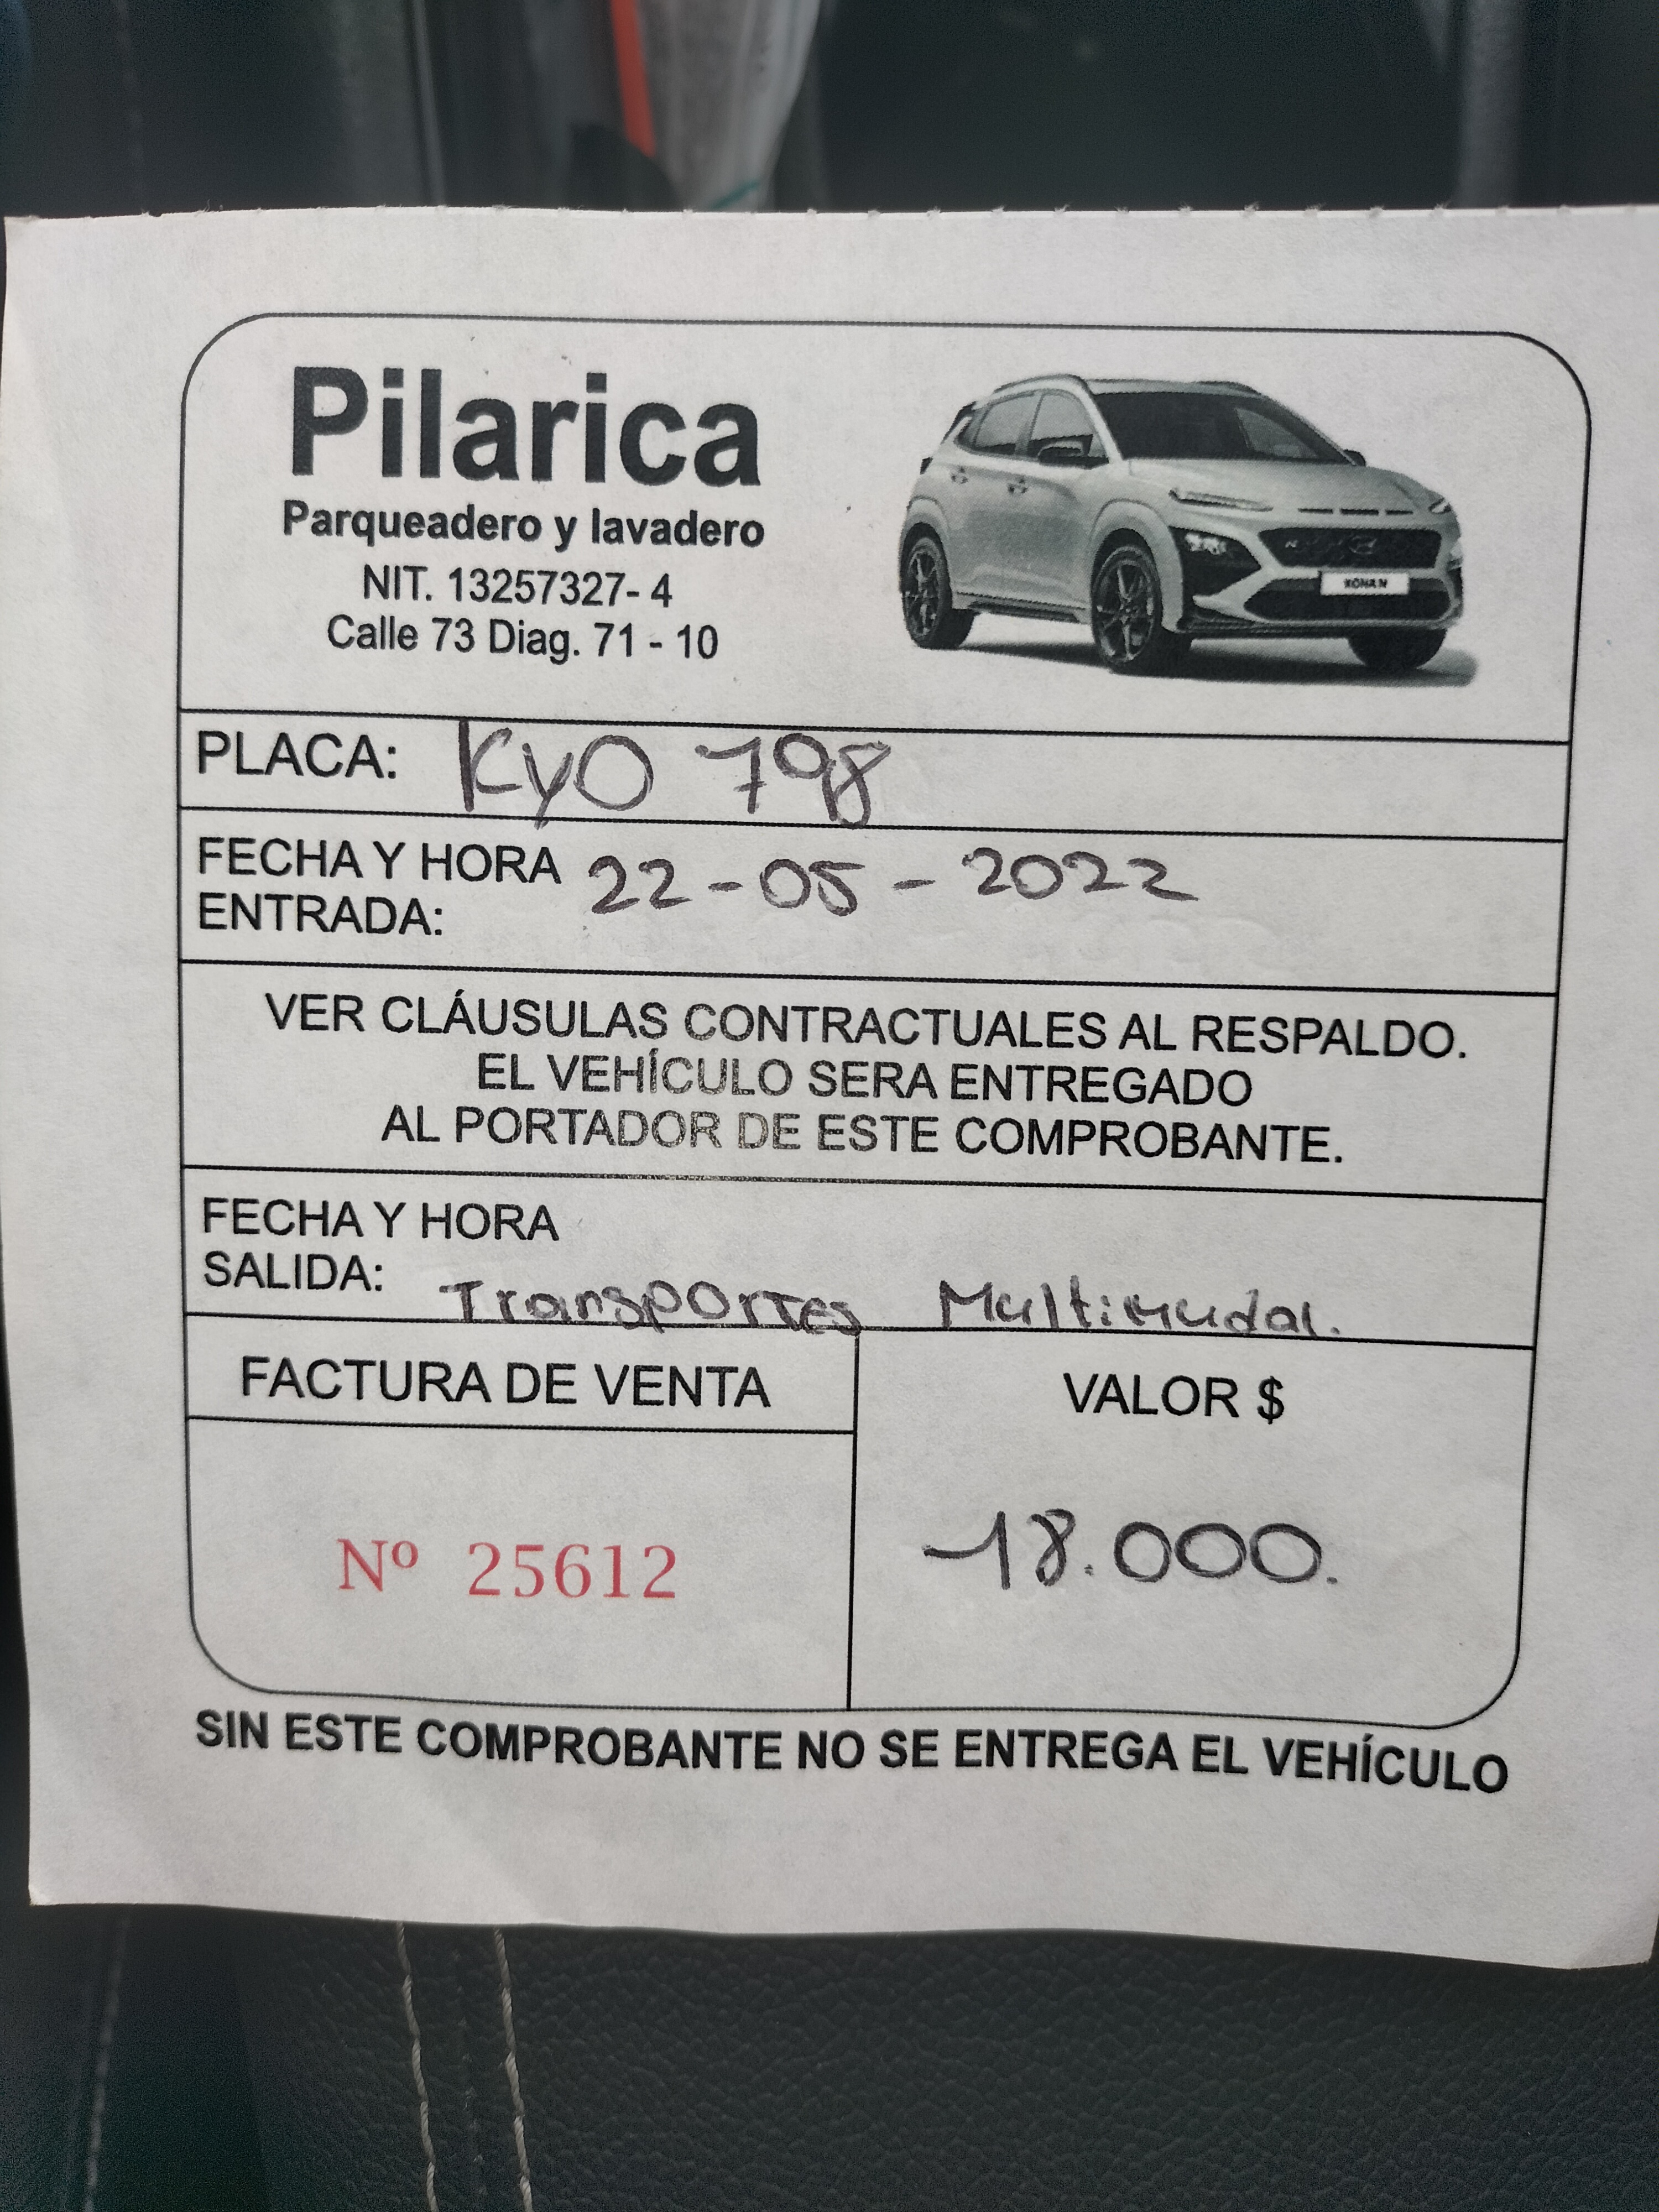 Pilarica
Parqueadero y lavadero
NIT. 13257327- 4
Calle 73 Diag. 71 - 10
KONA N
PLACA: KyO 798
FECHA Y HORA
ENTRADA: 22-05-2022
VER CLÁUSULAS CONTRACTUALES AL RESPALDO.
EL VEHÍCULO SERA ENTREGADO
AL PORTADOR DE ESTE COMPROBANTE.
FECHA Y HORA
SALIDA: Transportes Multimudal.
FACTURA DE VENTA
Nº 25612
VALOR $
18.000.
SIN ESTE COMPROBANTE NO SE ENTREGA EL VEHÍCULO